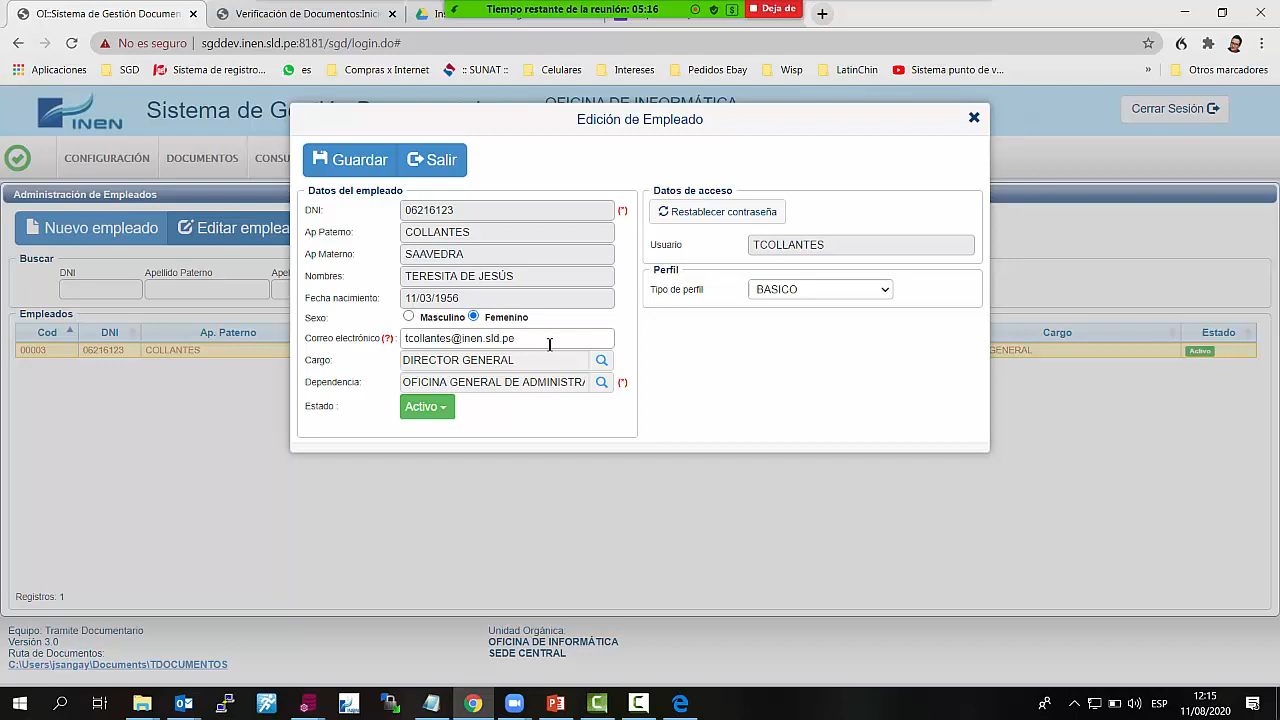 OI::Sistema de Gestión Documen
Verificación de Documentos:Inici
Tiempo restante de la reunión: 05:16
Deja de
No es seguro | sgddev.inen.sld.pe:8181/sgd/login.do#
Aplicaciones SGD Sistema de registro... es Compras x Internet :: SUNAT :: Celulares Intereses Pedidos Ebay Wisp LatinChin Sistema punto de v... » Otros marcadores
INEN
Sistema de Ge
OFICINA DE INFORMÁTICA
Cerrar Sesión
CONFIGURACIÓN DOCUMENTOS CONSU
Administración de Empleados
Nuevo empleado Editar emplea
Buscar
DNI Apellido Paterno Ape
Empleados
Cod DNI Ap. Paterno Cargo Estado
00003 06216123 COLLANTES GENERAL Activo
Registros: 1
Edición de Empleado
Guardar Salir
Datos del empleado
DNI: 06216123 (*)
Ap Paterno: COLLANTES
Ap Materno: SAAVEDRA
Nombres: TERESITA DE JESÚS
Fecha nacimiento: 11/03/1956
Sexo: Masculino Femenino
Correo electrónico(?): tcollantes@inen.sld.pe
Cargo: DIRECTOR GENERAL
Dependencia: OFICINA GENERAL DE ADMINISTRA (*)
Estado : Activo
Datos de acceso
Restablecer contraseña
Usuario TCOLLANTES
Perfil
Tipo de perfil BASICO
Equipo: Tramite Documentario
Versión 3.0
Ruta de Documentos:
C:\Users\jsangay\Documents\TDOCUMENTOS
Unidad Orgánica:
OFICINA DE INFORMÁTICA
SEDE CENTRAL
ESP
12:15
11/08/2020